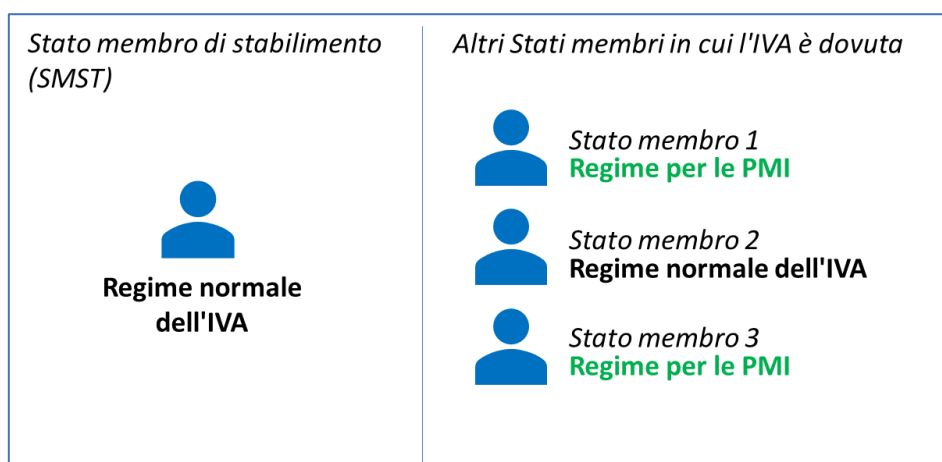 Stato membro di stabilimento
(SMST)
Regime normale
dell'IVA
Altri Stati membri in cui l'IVA è dovuta
Stato membro 1
Regime per le PMI
Stato membro 2
Regime normale dell'IVA
Stato membro 3
Regime per le PMI